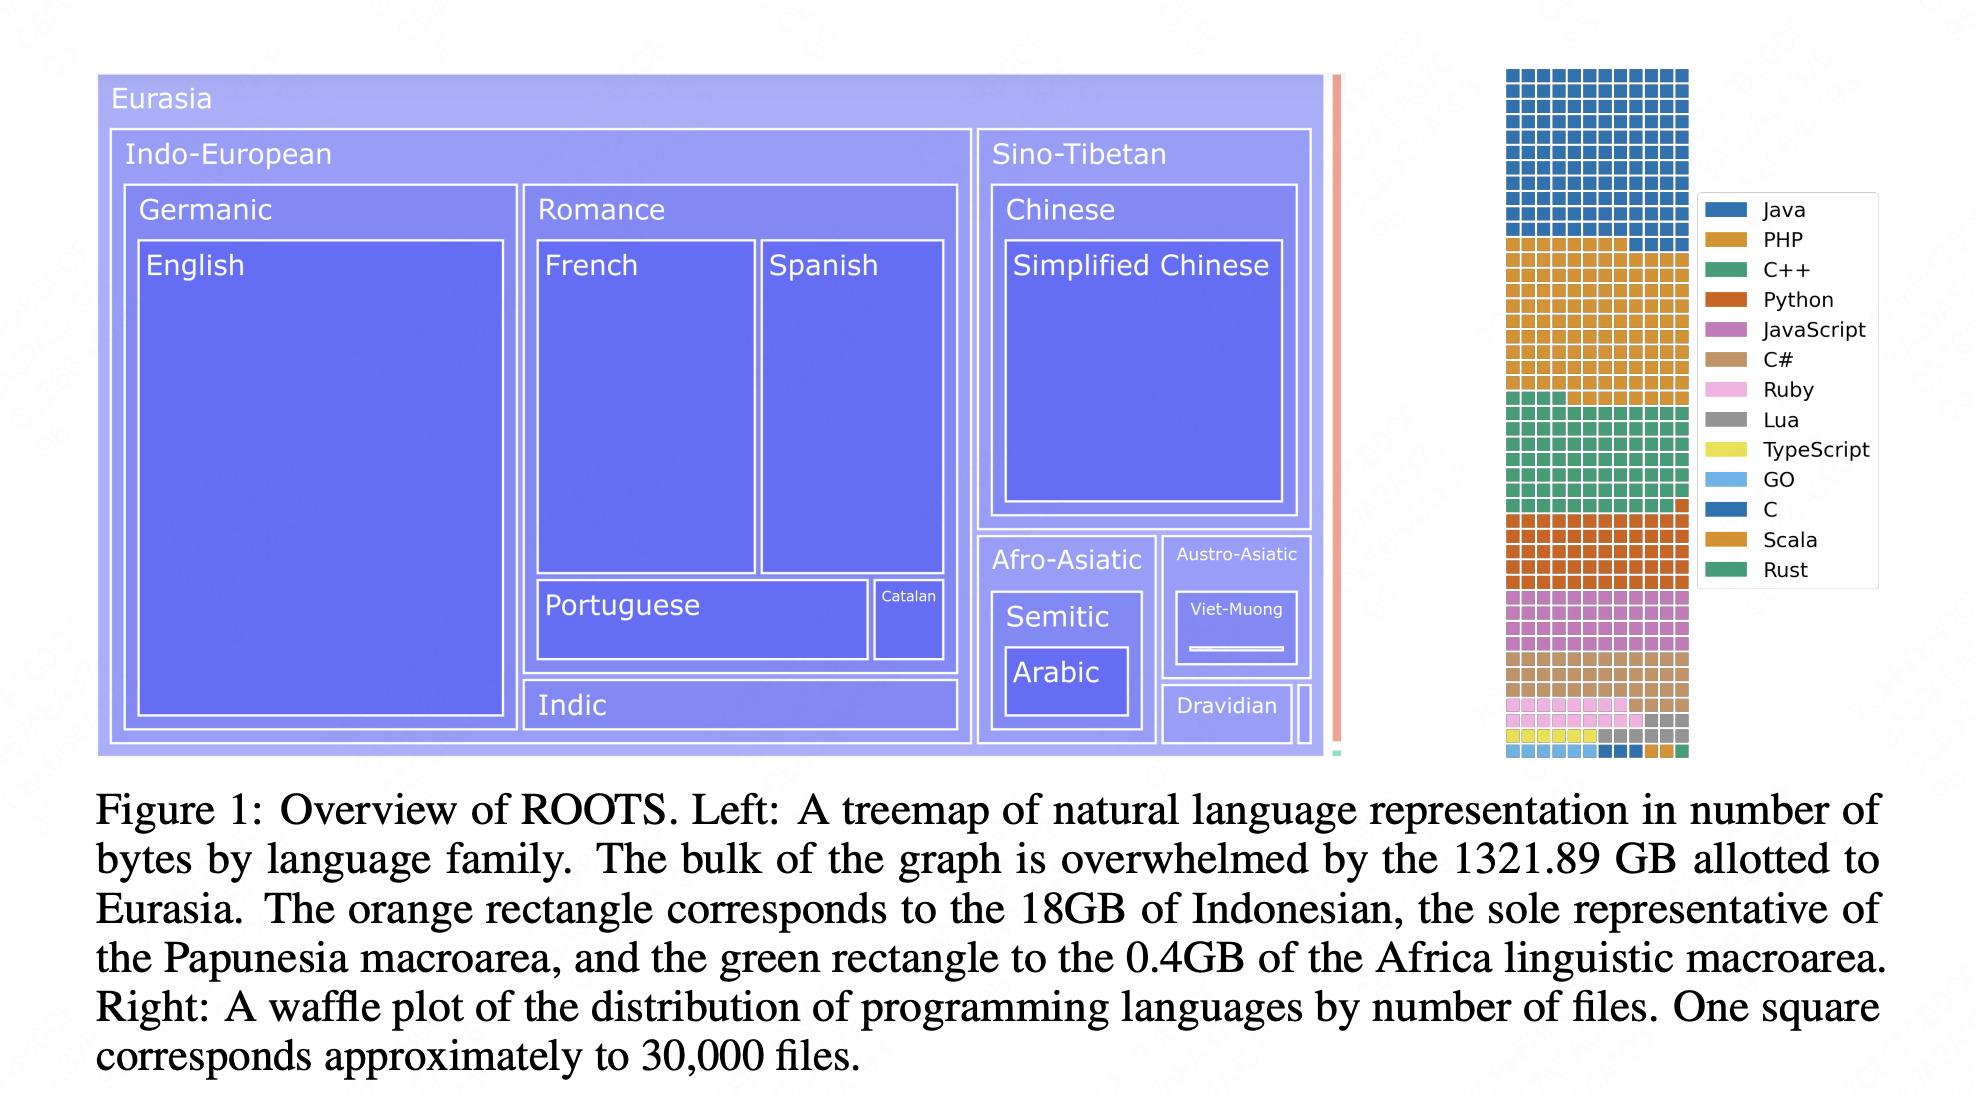 Eurasia
Indo-European
Germanic
English
Romance
French
Spanish
Portuguese
Catalan
Indic
Sino-Tibetan
Chinese
Simplified Chinese
Afro-Asiatic
Semitic
Arabic
Austro-Asiatic
Viet-Muong
Dravidian
Java
PHP
C++
Python
JavaScript
C#
Ruby
Lua
TypeScript
GO
C
Scala
Rust
Figure 1: Overview of ROOTS. Left: A treemap of natural language representation in number of
bytes by language family. The bulk of the graph is overwhelmed by the 1321.89 GB allotted to
Eurasia. The orange rectangle corresponds to the 18GB of Indonesian, the sole representative of
the Papunesia macroarea, and the green rectangle to the 0.4GB of the Africa linguistic macroarea.
Right: A waffle plot of the distribution of programming languages by number of files. One square
corresponds approximately to 30,000 files.